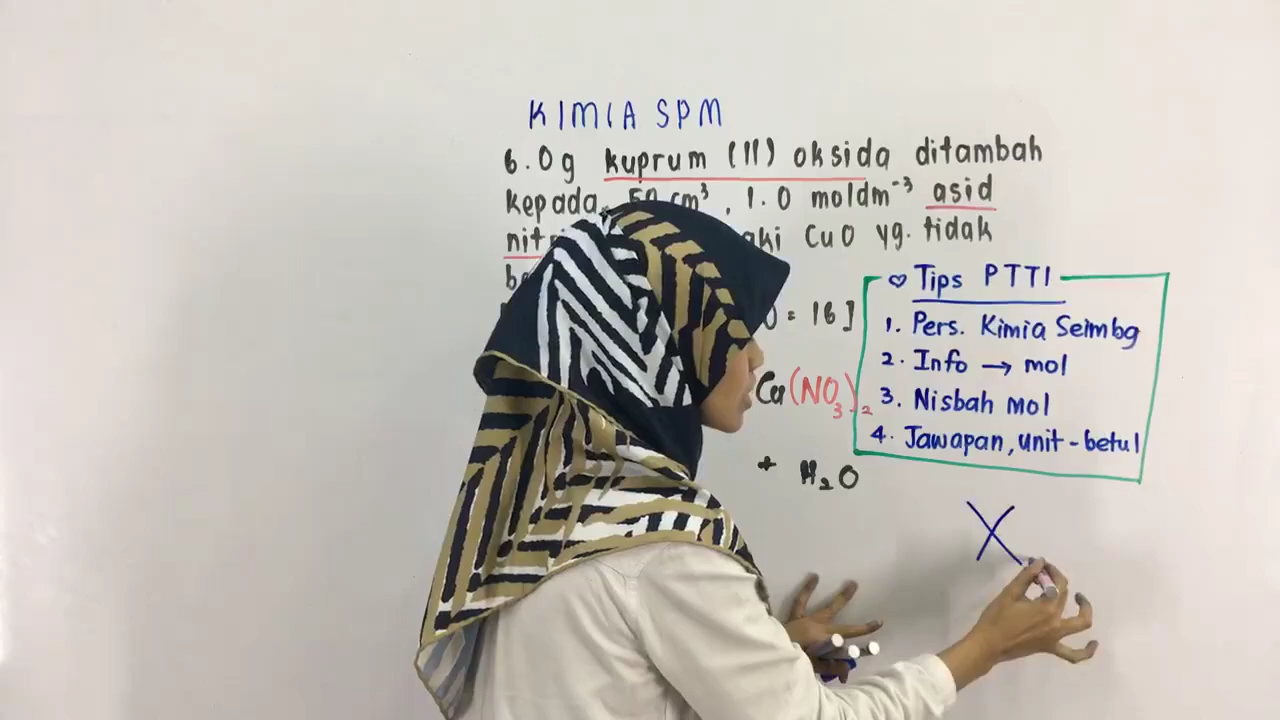 KIMIA SPM
6.0g kuprum (II) oksida ditambah
kepada 50 cm³, 1.0 moldm⁻³ asid
CuO yg. tidak
= 16]
♡ Tips PTTI
1. Pers. Kimia Seimbg
2. Info → mol
3. Nisbah mol
4. Jawapan, unit - betul
Cu(NO₃)₂
+ H₂O
X